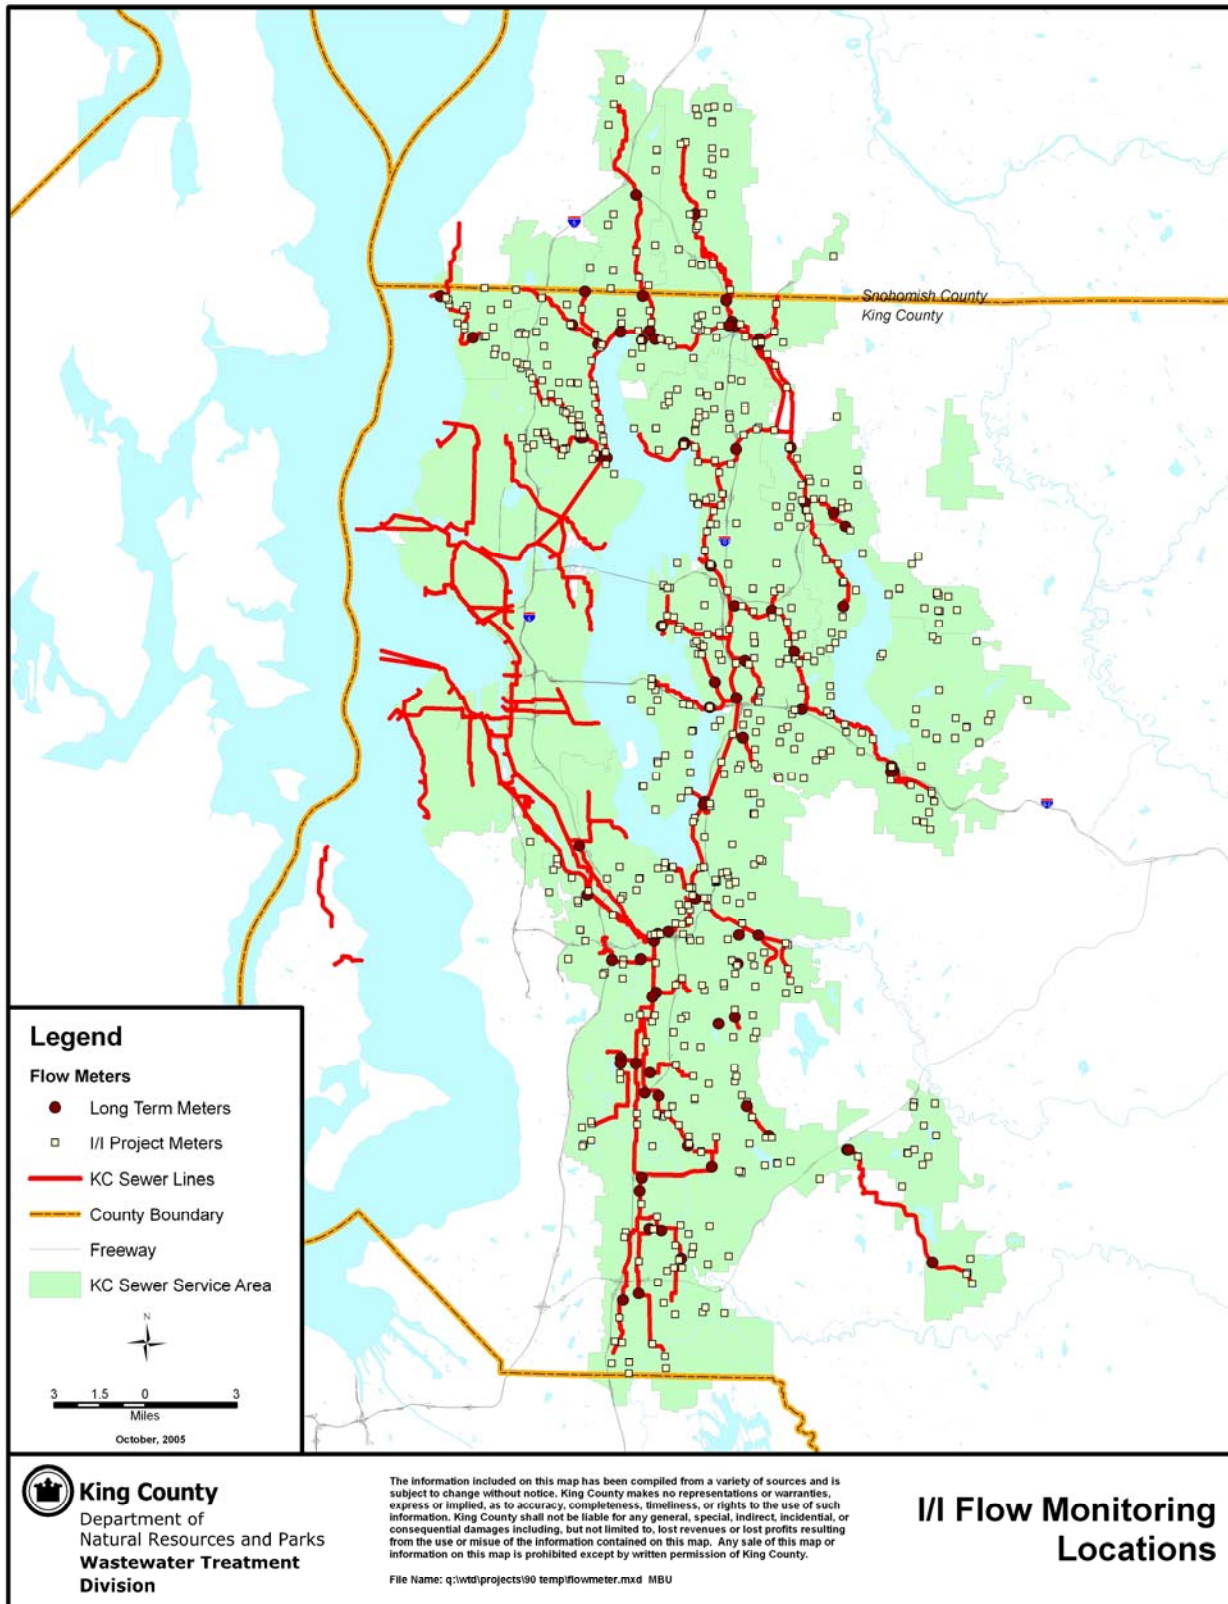 Snohomish County
King County
Legend
Flow Meters
Long Term Meters
I/I Project Meters
KC Sewer Lines
County Boundary
Freeway
KC Sewer Service Area
N
3 1.5 0 3
Miles
October, 2005
King County
Department of
Natural Resources and Parks
Wastewater Treatment
Division
The information included on this map has been compiled from a variety of sources and is
subject to change without notice. King County makes no representations or warranties,
express or implied, as to accuracy, completeness, timeliness, or rights to the use of such
information. King County shall not be liable for any general, special, indirect, incidental, or
consequential damages including, but not limited to, lost revenues or lost profits resulting
from the use or misue of the information contained on this map. Any sale of this map or
information on this map is prohibited except by written permission of King County.
File Name: q:\wtd\projects\90 temp\flowmeter.mxd MBU
I/I Flow Monitoring
Locations